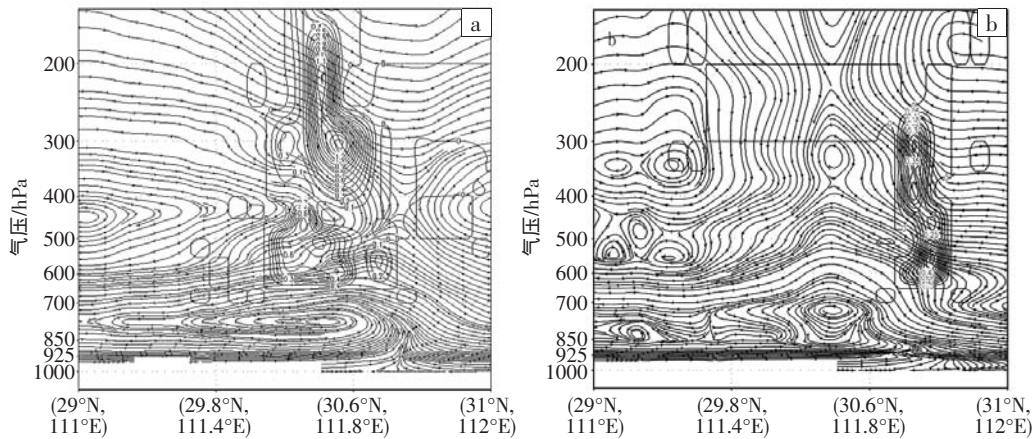 a
b
b
气压/hPa
200
300
400
500
600
700
850
925
1000
(29°N,
111°E)
(29.8°N,
111.4°E)
(30.6°N,
111.8°E)
(31°N,
112°E)
气压/hPa
200
300
400
500
600
700
850
925
1000
(29°N,
111°E)
(29.8°N,
111.4°E)
(30.6°N,
111.8°E)
(31°N,
112°E)